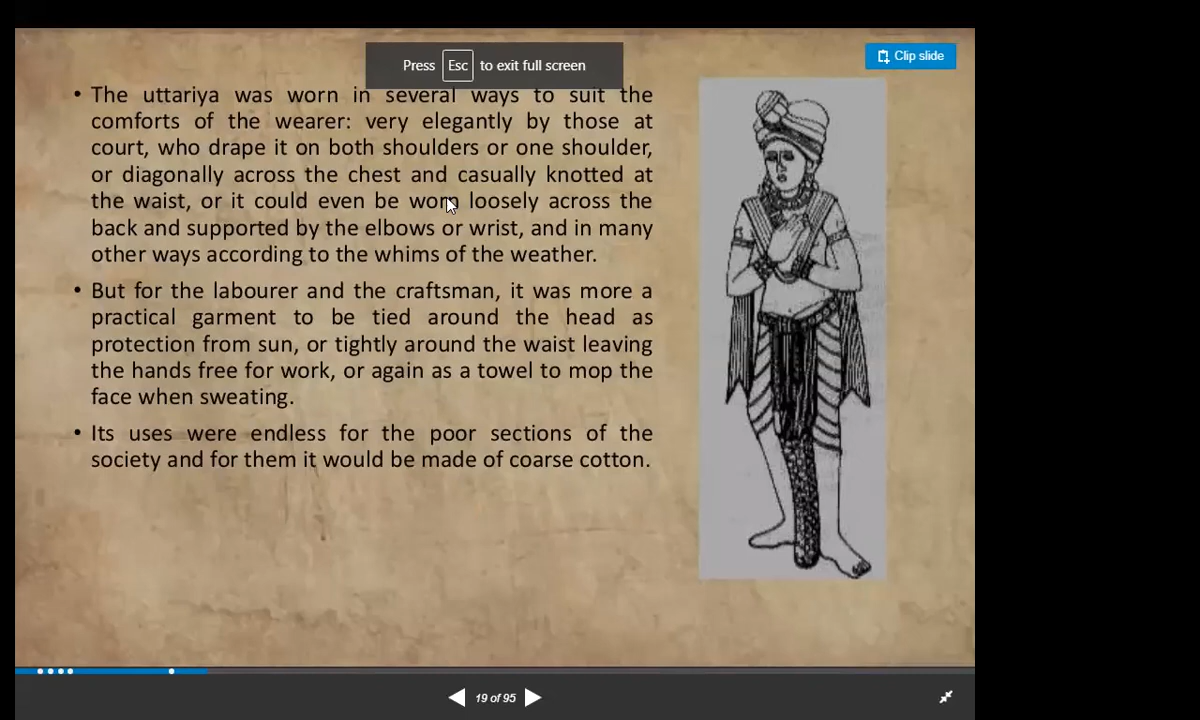 Press Esc to exit full screen
Clip slide
• The uttariya was worn in several ways to suit the
comforts of the wearer: very elegantly by those at
court, who drape it on both shoulders or one shoulder,
or diagonally across the chest and casually knotted at
the waist, or it could even be worn loosely across the
back and supported by the elbows or wrist, and in many
other ways according to the whims of the weather.
• But for the labourer and the craftsman, it was more a
practical garment to be tied around the head as
protection from sun, or tightly around the waist leaving
the hands free for work, or again as a towel to mop the
face when sweating.
• Its uses were endless for the poor sections of the
society and for them it would be made of coarse cotton.
19 of 95